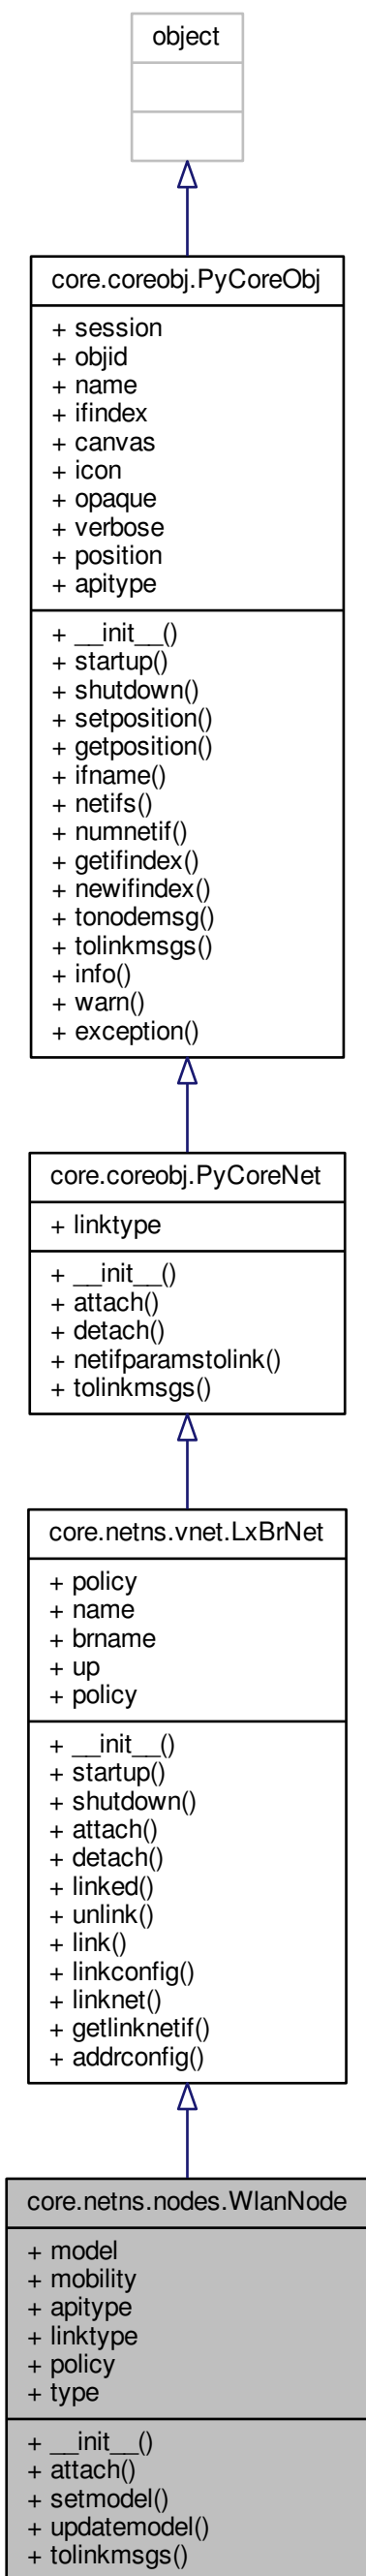 object
core.coreobj.PyCoreObj
+ session
+ objid
+ name
+ ifindex
+ canvas
+ icon
+ opaque
+ verbose
+ position
+ apitype
+ __init__()
+ startup()
+ shutdown()
+ setposition()
+ getposition()
+ ifname()
+ netifs()
+ numnetif()
+ getifindex()
+ newifindex()
+ tonodemsg()
+ tolinkmsgs()
+ info()
+ warn()
+ exception()
core.coreobj.PyCoreNet
+ linktype
+ __init__()
+ attach()
+ detach()
+ netifparamstolink()
+ tolinkmsgs()
core.netns.vnet.LxBrNet
+ policy
+ name
+ brname
+ up
+ policy
+ __init__()
+ startup()
+ shutdown()
+ attach()
+ detach()
+ linked()
+ unlink()
+ link()
+ linkconfig()
+ linknet()
+ getlinknetif()
+ addrconfig()
core.netns.nodes.WlanNode
+ model
+ mobility
+ apitype
+ linktype
+ policy
+ type
+ __init__()
+ attach()
+ setmodel()
+ updatemodel()
+ tolinkmsgs()